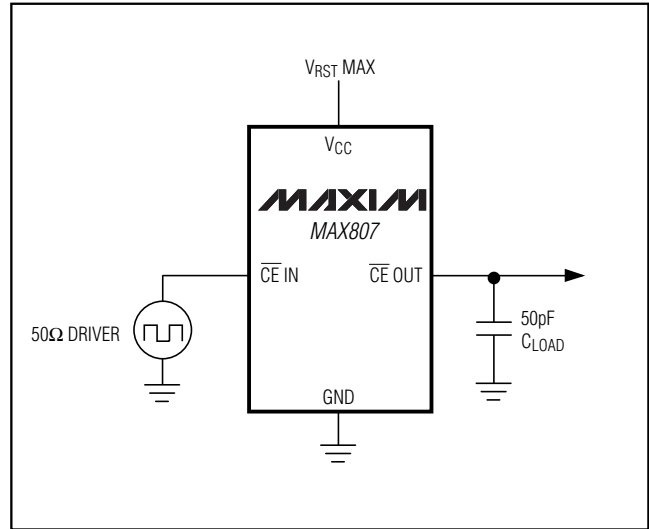 VRST MAX
VCC
MAXIM
MAX807
CE IN
CE OUT
50Ω DRIVER
50pF
CLOAD
GND